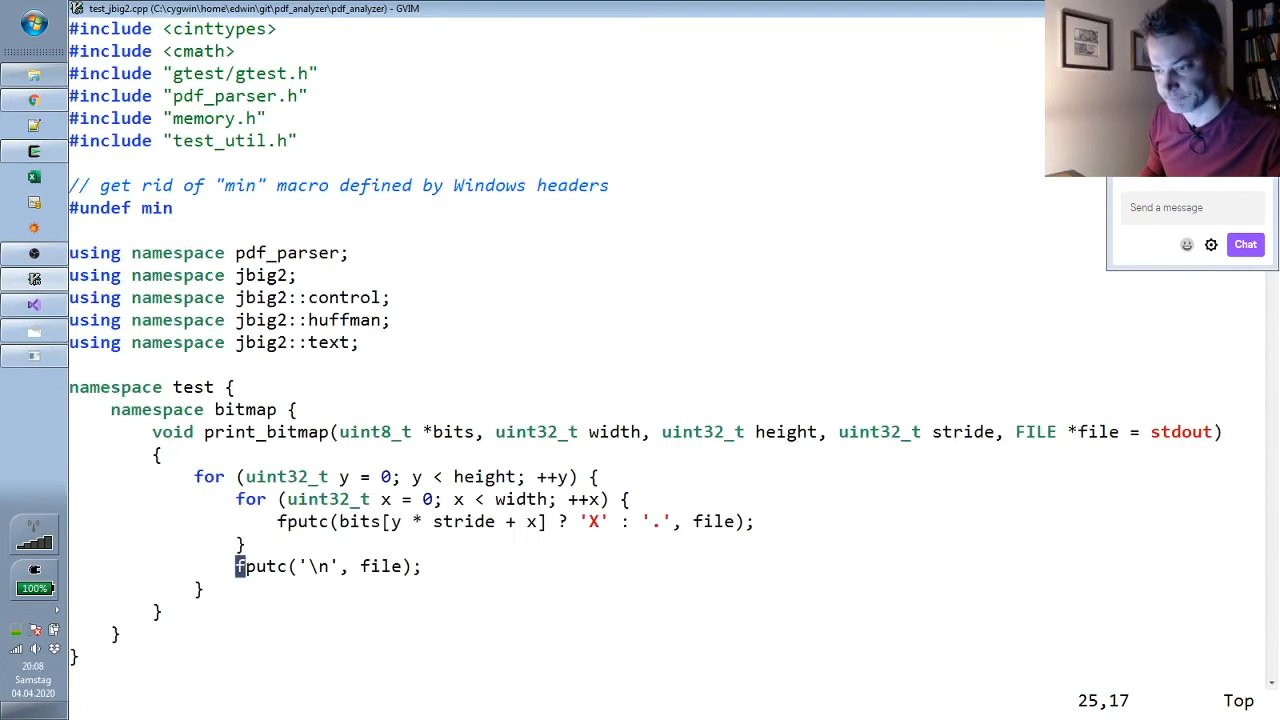 test_jbig2.cpp (C:\cygwin\home\edwin\git\pdf_analyzer\pdf_analyzer) - GVIM
#include <cinttypes>
#include <cmath>
#include "gtest/gtest.h"
#include "pdf_parser.h"
#include "memory.h"
#include "test_util.h"
// get rid of "min" macro defined by Windows headers
#undef min
using namespace pdf_parser;
using namespace jbig2;
using namespace jbig2::control;
using namespace jbig2::huffman;
using namespace jbig2::text;
namespace test {
namespace bitmap {
void print_bitmap(uint8_t *bits, uint32_t width, uint32_t height, uint32_t stride, FILE *file = stdout)
{
for (uint32_t y = 0; y < height; ++y) {
for (uint32_t x = 0; x < width; ++x) {
fputc(bits[y * stride + x] ? 'X' : '.', file);
}
fputc('\n', file);
}
}
}
}
25,17 Top
Send a message
Chat
100%
20:08
Samstag
04.04.2020